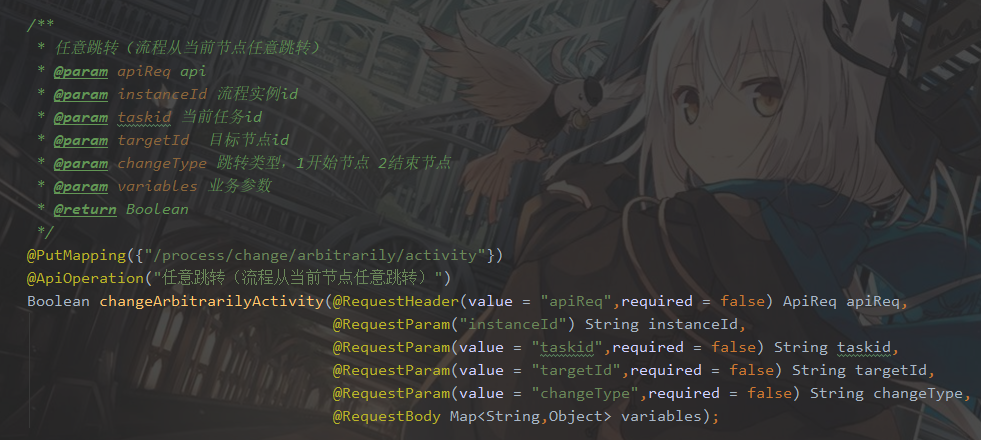 /**
 * 任意跳转（流程从当前节点任意跳转）
 * @param apiReq api
 * @param instanceId 流程实例id
 * @param taskid 当前任务id
 * @param targetId  目标节点id
 * @param changeType 跳转类型，1开始节点 2结束节点
 * @param variables 业务参数
 * @return Boolean
 */
@PutMapping({"/process/change/arbitrarily/activity"})
@ApiOperation("任意跳转（流程从当前节点任意跳转）")
Boolean changeArbitrarilyActivity(@RequestHeader(value = "apiReq",required = false) ApiReq apiReq,
                                  @RequestParam("instanceId") String instanceId,
                                  @RequestParam(value = "taskid",required = false) String taskid,
                                  @RequestParam(value = "targetId",required = false) String targetId,
                                  @RequestParam(value = "changeType",required = false) String changeType,
                                  @RequestBody Map<String,Object> variables);